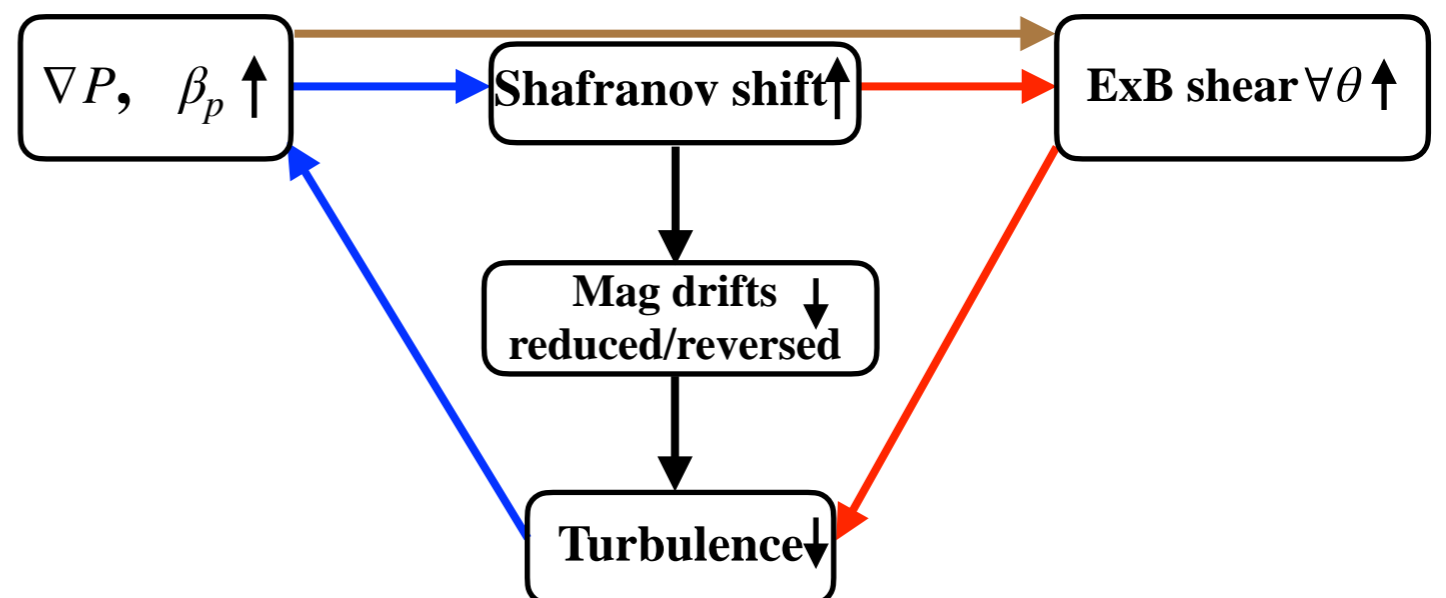 ∇P, β_p ↑
Shafranov shift ↑
ExB shear ∀θ ↑
Mag drifts ↓
reduced/reversed
Turbulence ↓